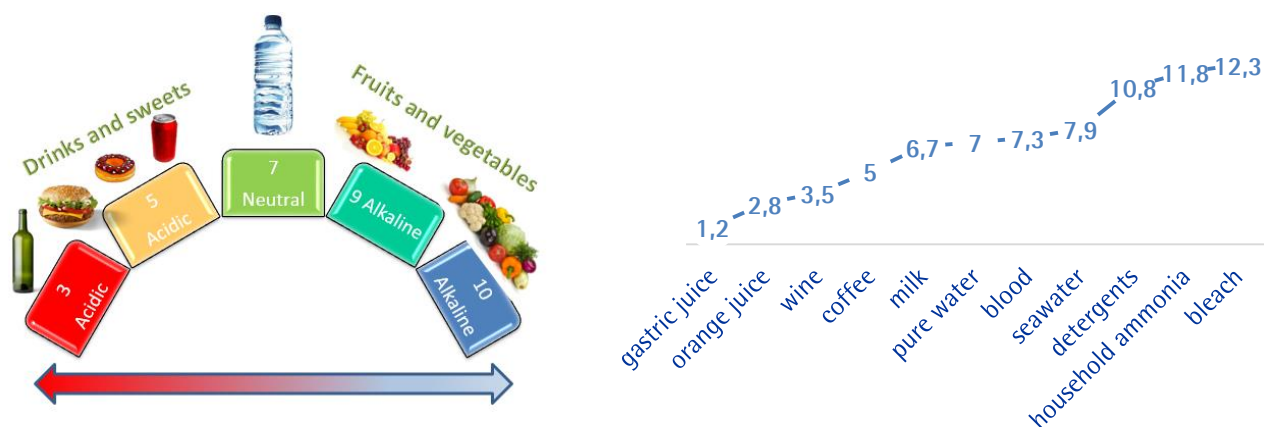 Drinks and sweets
Fruits and vegetables
3
Acidic
5
Acidic
7
Neutral
9 Alkaline
10
Alkaline
1,2
2,8
3,5
5
6,7
7
7,3
7,9
10,8
11,8
12,3
gastric juice
orange juice
wine
coffee
milk
pure water
blood
seawater
detergents
household ammonia
bleach